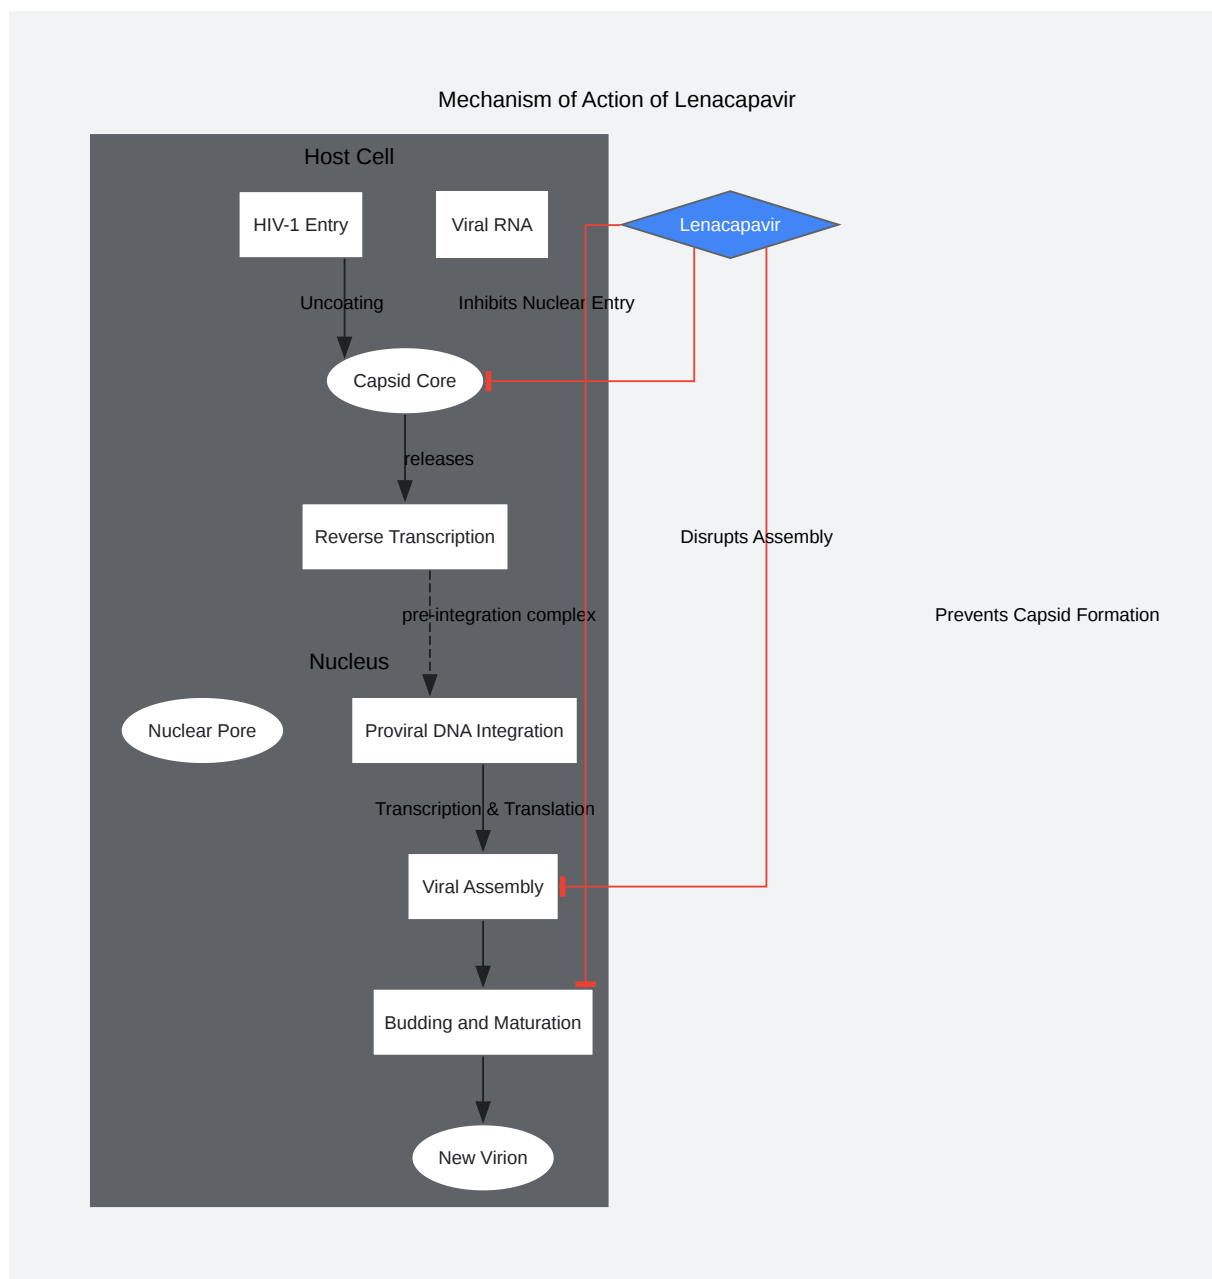 Mechanism of Action of Lenacapavir
Host Cell
HIV-1 Entry
Viral RNA
Lenacapavir
Uncoating
Inhibits Nuclear Entry
Capsid Core
releases
Reverse Transcription
Disrupts Assembly
pre-integration complex
Prevents Capsid Formation
Nucleus
Nuclear Pore
Proviral DNA Integration
Transcription & Translation
Viral Assembly
Budding and Maturation
New Virion